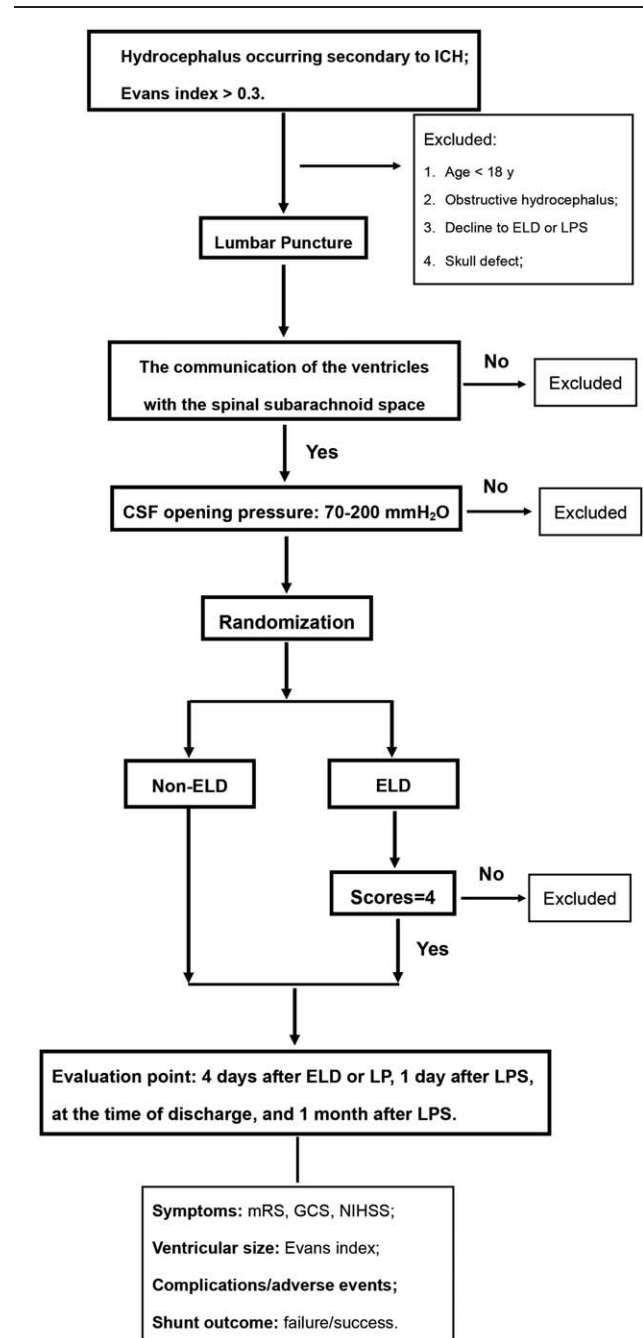 Hydrocephalus occurring secondary to ICH;
Evans index > 0.3.
Excluded:
1. Age < 18 y
2. Obstructive hydrocephalus;
3. Decline to ELD or LPS
4. Skull defect;
Lumbar Puncture
The communication of the ventricles
with the spinal subarachnoid space
No
Excluded
Yes
CSF opening pressure: 70-200 mmH₂O
No
Excluded
Randomization
Non-ELD
ELD
Scores=4
No
Excluded
Yes
Evaluation point: 4 days after ELD or LP, 1 day after LPS,
at the time of discharge, and 1 month after LPS.
Symptoms: mRS, GCS, NIHSS;
Ventricular size: Evans index;
Complications/adverse events;
Shunt outcome: failure/success.